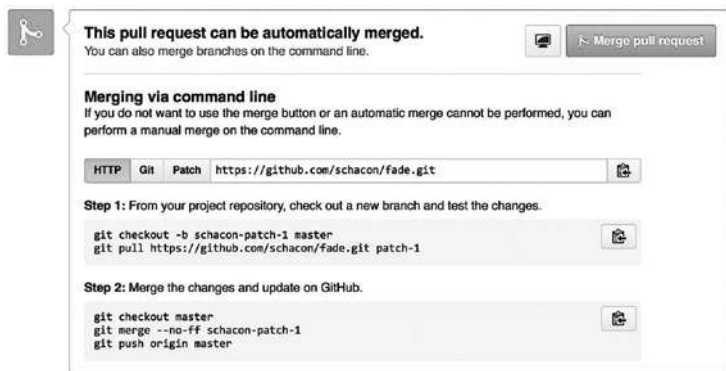 This pull request can be automatically merged.
You can also merge branches on the command line.
Merge pull request
Merging via command line
If you do not want to use the merge button or an automatic merge cannot be performed, you can
perform a manual merge on the command line.
HTTP Git Patch https://github.com/schacon/fade.git
Step 1: From your project repository, check out a new branch and test the changes.
git checkout -b schacon-patch-1 master
git pull https://github.com/schacon/fade.git patch-1
Step 2: Merge the changes and update on GitHub.
git checkout master
git merge --no-ff schacon-patch-1
git push origin master